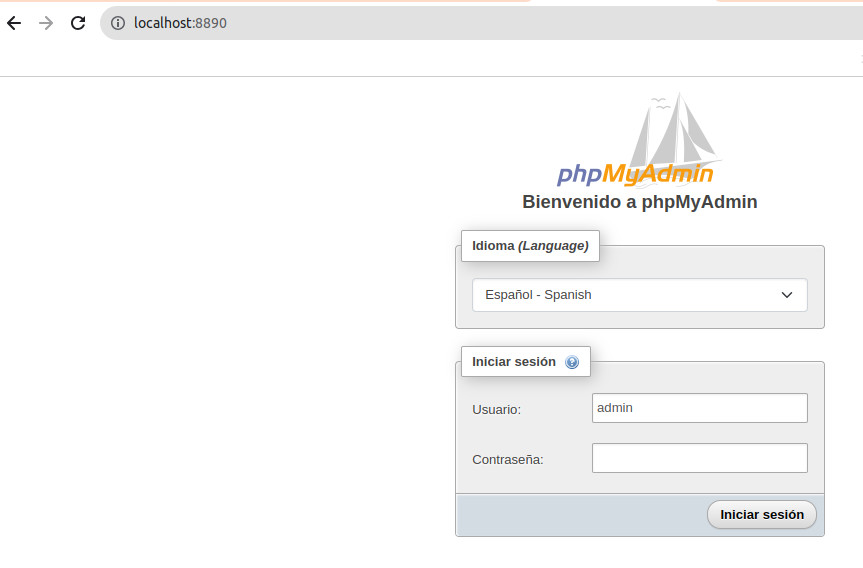 localhost:8890
phpMyAdmin
Bienvenido a phpMyAdmin
Idioma (Language)
Español - Spanish
Iniciar sesión
Usuario: admin
Contraseña:
Iniciar sesión